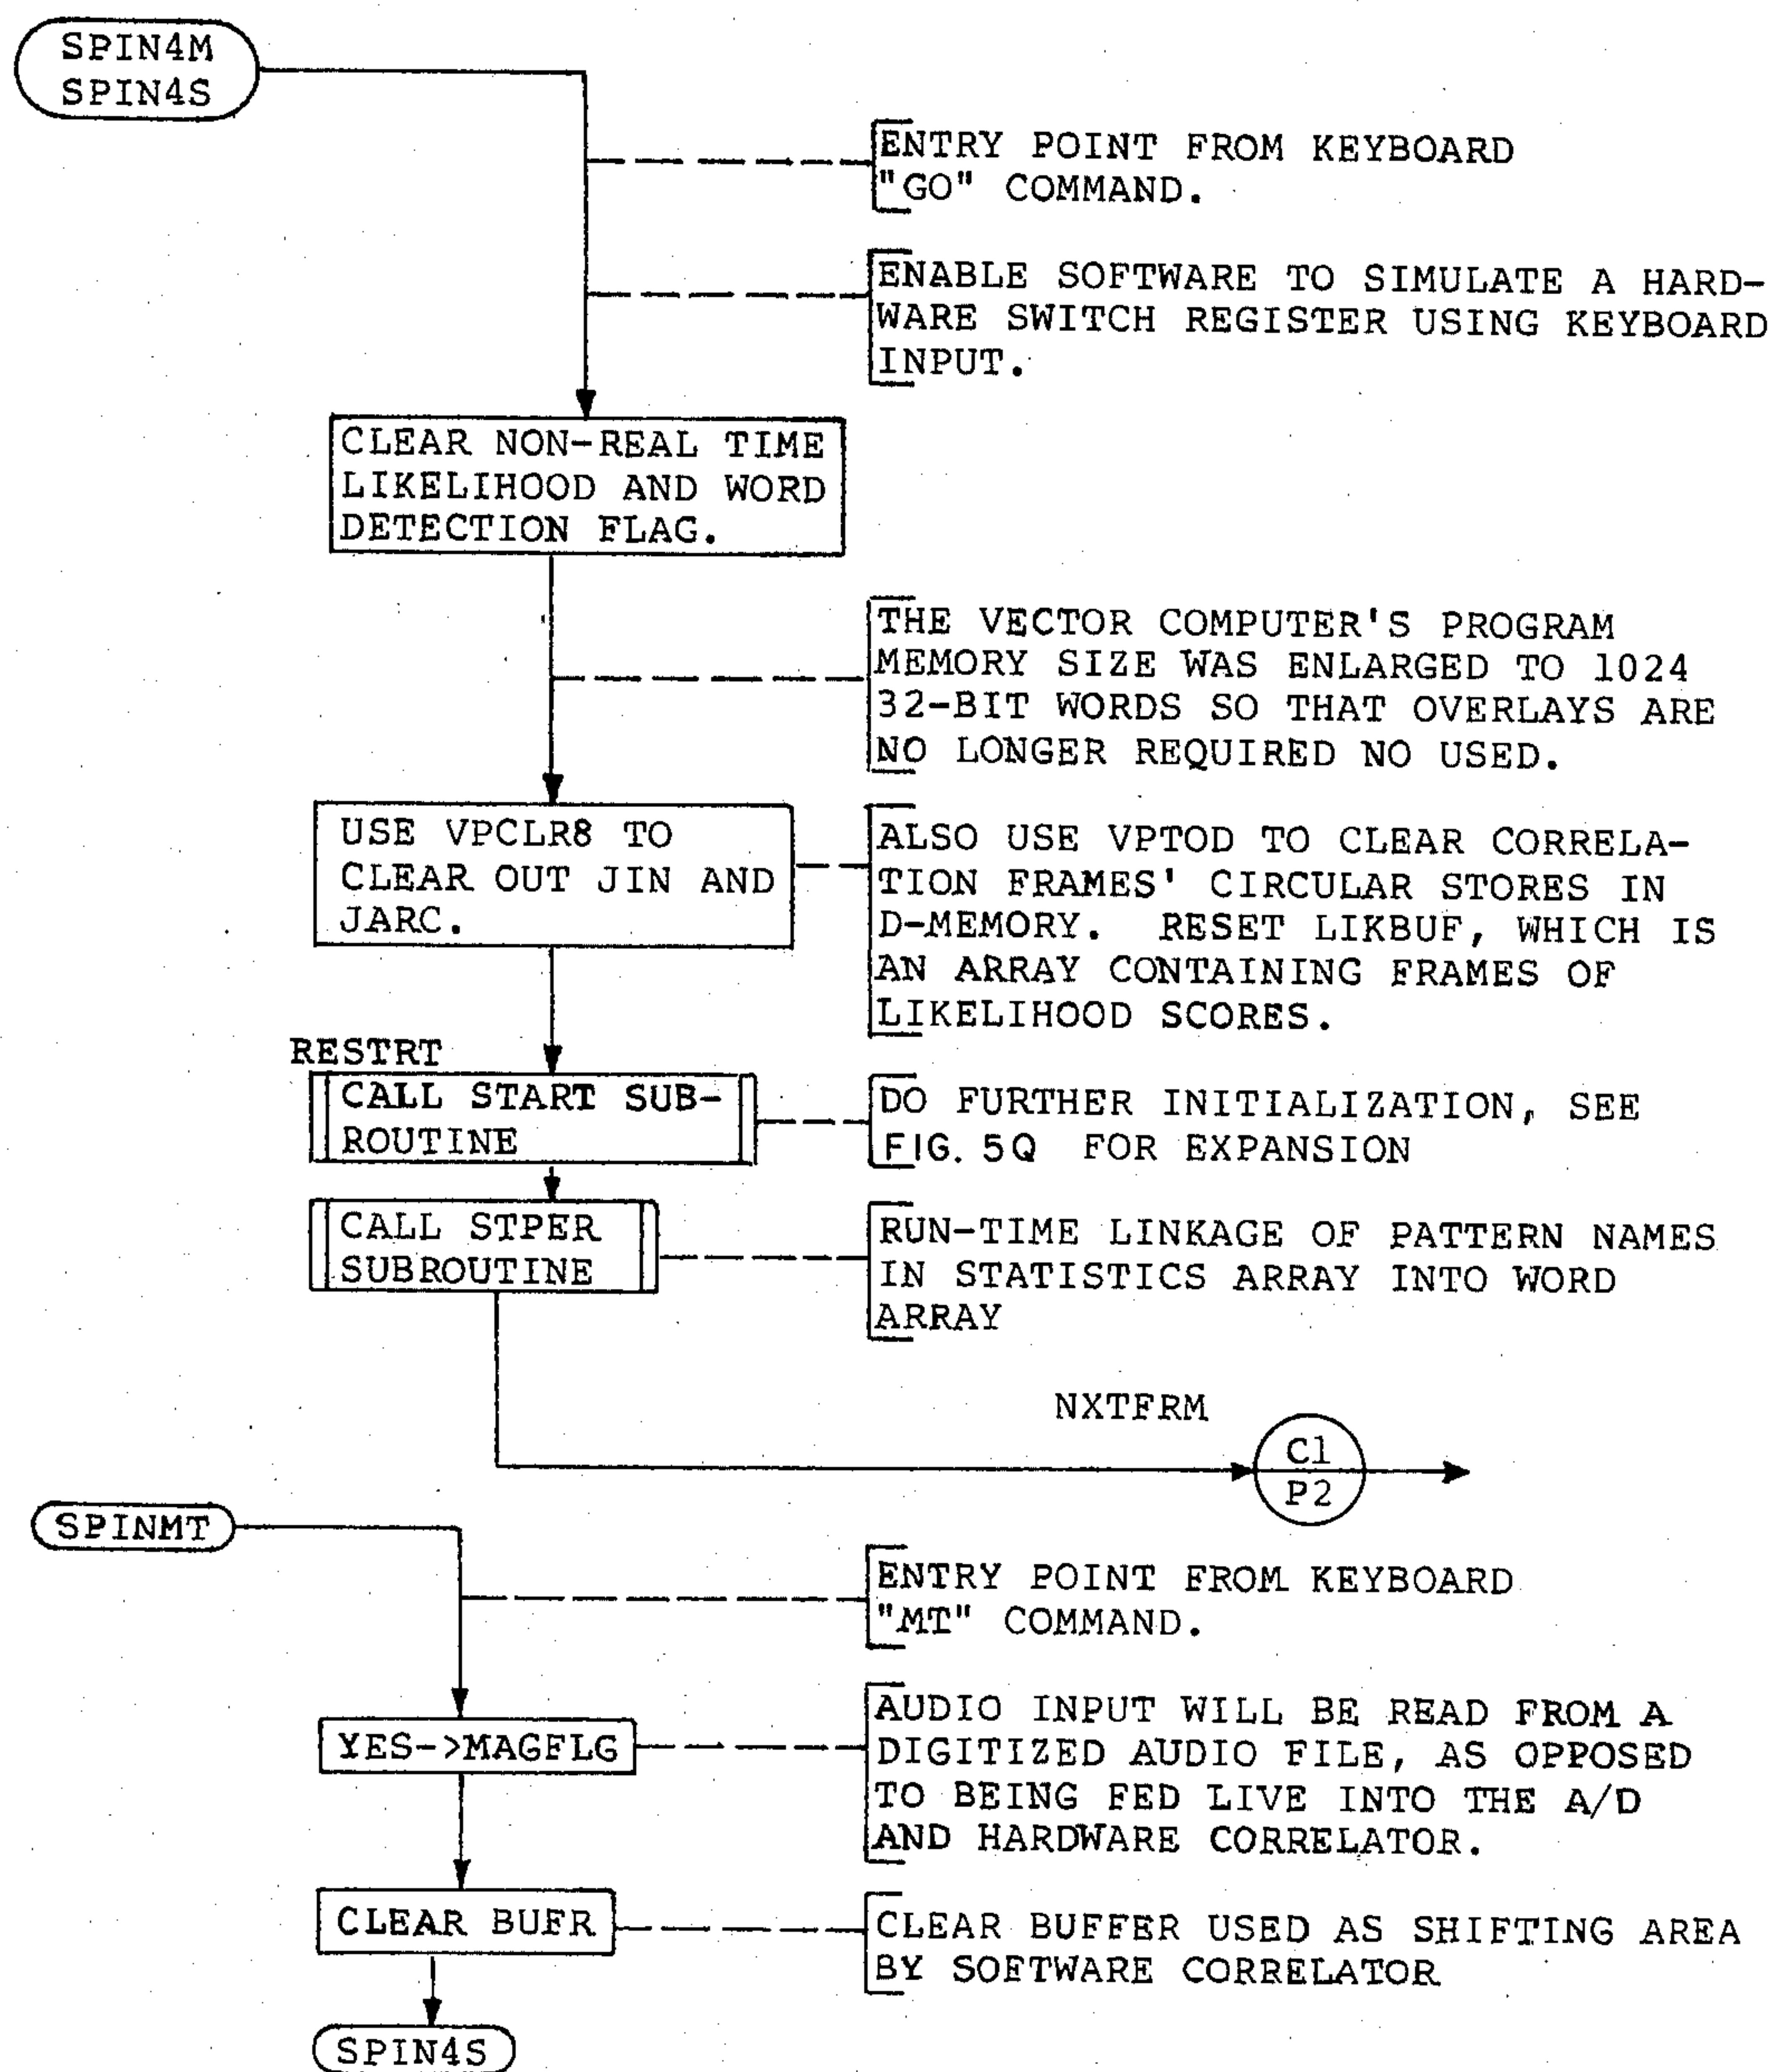 SPIN4M
SPIN4S
ENTRY POINT FROM KEYBOARD
"GO" COMMAND.
ENABLE SOFTWARE TO SIMULATE A HARD-
WARE SWITCH REGISTER USING KEYBOARD
INPUT.
CLEAR NON-REAL TIME
LIKELIHOOD AND WORD
DETECTION FLAG.
THE VECTOR COMPUTER'S PROGRAM
MEMORY SIZE WAS ENLARGED TO 1024
32-BIT WORDS SO THAT OVERLAYS ARE
NO LONGER REQUIRED NO USED.
USE VPCLR8 TO
CLEAR OUT JIN AND
JARC.
ALSO USE VPTOD TO CLEAR CORRELA-
TION FRAMES' CIRCULAR STORES IN
D-MEMORY. RESET LIKBUF, WHICH IS
AN ARRAY CONTAINING FRAMES OF
LIKELIHOOD SCORES.
RESTRT
CALL START SUB-
ROUTINE
DO FURTHER INITIALIZATION, SEE
FIG. 5Q FOR EXPANSION
CALL STPER
SUBROUTINE
RUN-TIME LINKAGE OF PATTERN NAMES
IN STATISTICS ARRAY INTO WORD
ARRAY
NXTFRM
C1
P2
SPINMT
ENTRY POINT FROM KEYBOARD
"MT" COMMAND.
YES->MAGFLG
AUDIO INPUT WILL BE READ FROM A
DIGITIZED AUDIO FILE, AS OPPOSED
TO BEING FED LIVE INTO THE A/D
AND HARDWARE CORRELATOR.
CLEAR BUFR
CLEAR BUFFER USED AS SHIFTING AREA
BY SOFTWARE CORRELATOR
SPIN4S